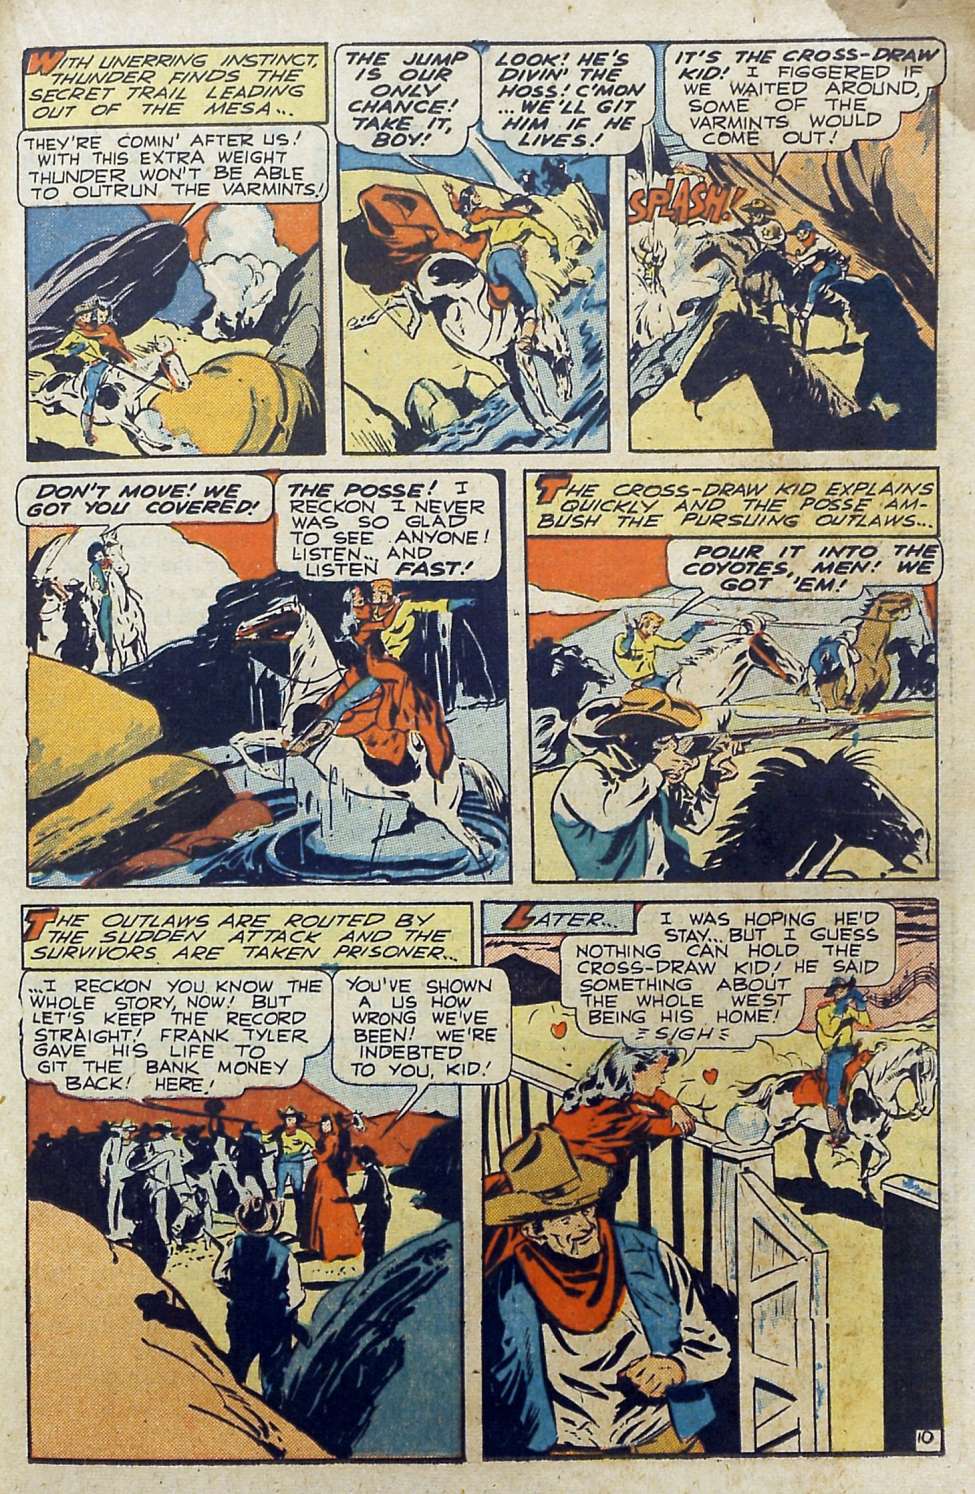 WITH UNERRING INSTINCT,
THUNDER FINDS THE
SECRET TRAIL LEADING
OUT OF THE MESA...
THEY'RE COMIN' AFTER US!
WITH THIS EXTRA WEIGHT
THUNDER WON'T BE ABLE
TO OUTRUN THE VARMINTS!
THE JUMP
IS OUR
ONLY
CHANCE!
TAKE IT,
BOY!
LOOK! HE'S
DIVIN' THE
HOSS! C'MON
...WE'LL GIT
HIM IF HE
LIVES!
IT'S THE CROSS-DRAW
KID! I FIGGERED IF
WE WAITED AROUND,
SOME OF THE
VARMINTS WOULD
COME OUT!
SPLASH!
DON'T MOVE! WE
GOT YOU COVERED!
THE POSSE! I
RECKON I NEVER
WAS SO GLAD
TO SEE ANYONE!
LISTEN... AND
LISTEN FAST!
THE CROSS-DRAW KID EXPLAINS
QUICKLY AND THE POSSE AM-
BUSH THE PURSUING OUTLAWS...
POUR IT INTO THE
COYOTES, MEN! WE
GOT 'EM!
THE OUTLAWS ARE ROUTED BY
THE SUDDEN ATTACK AND THE
SURVIVORS ARE TAKEN PRISONER...
...I RECKON YOU KNOW THE
WHOLE STORY, NOW! BUT
LET'S KEEP THE RECORD
STRAIGHT! FRANK TYLER
GAVE HIS LIFE TO
GIT THE BANK MONEY
BACK! HERE!
YOU'VE SHOWN
A US HOW
WRONG WE'VE
BEEN! WE'RE
INDEBTED
TO YOU, KID!
LATER...
I WAS HOPING HE'D
STAY... BUT I GUESS
NOTHING CAN HOLD THE
CROSS-DRAW KID! HE SAID
SOMETHING ABOUT
THE WHOLE WEST
BEING HIS HOME!
SIGH
10